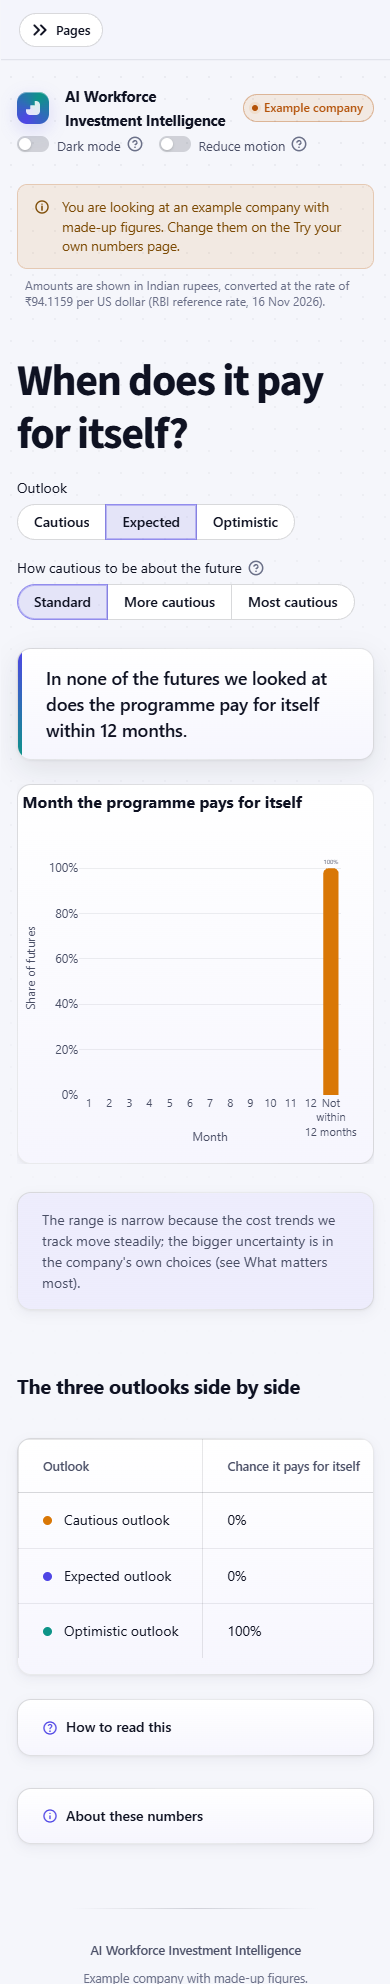 Pages
AI Workforce
Investment Intelligence
Example company
Dark mode
Reduce motion
You are looking at an example company with
made-up figures. Change them on the Try your
own numbers page.
Amounts are shown in Indian rupees, converted at the rate of
₹94.1159 per US dollar (RBI reference rate, 16 Nov 2026).
When does it pay
for itself?
Outlook
Cautious Expected Optimistic
How cautious to be about the future
Standard More cautious Most cautious
In none of the futures we looked at
does the programme pay for itself
within 12 months.
Month the programme pays for itself
100%
100%
80%
60%
40%
20%
0%
Share of futures
1 2 3 4 5 6 7 8 9 10 11 12 Not
within
12 months
Month
The range is narrow because the cost trends we
track move steadily; the bigger uncertainty is in
the company's own choices (see What matters
most).
The three outlooks side by side
Outlook Chance it pays for itself
Cautious outlook 0%
Expected outlook 0%
Optimistic outlook 100%
How to read this
About these numbers
AI Workforce Investment Intelligence
Example company with made-up figures.